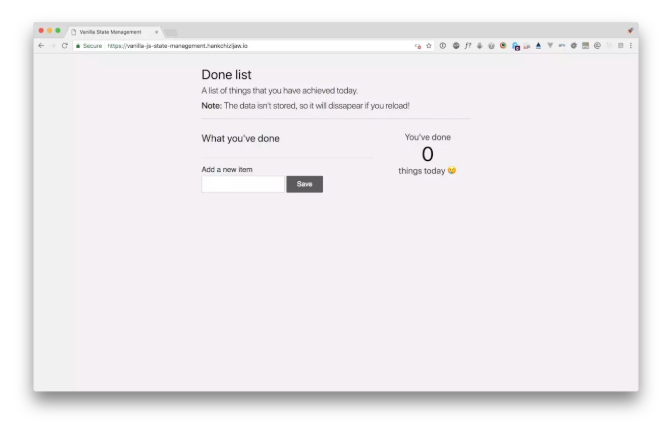 Vanilla State Management
Secure https://vanilla-js-state-management.hankchizljaw.io
Done list
A list of things that you have achieved today.
Note: The data isn't stored, so it will dissapear if you reload!
What you've done
Add a new item
Save
You've done
0
things today 😢